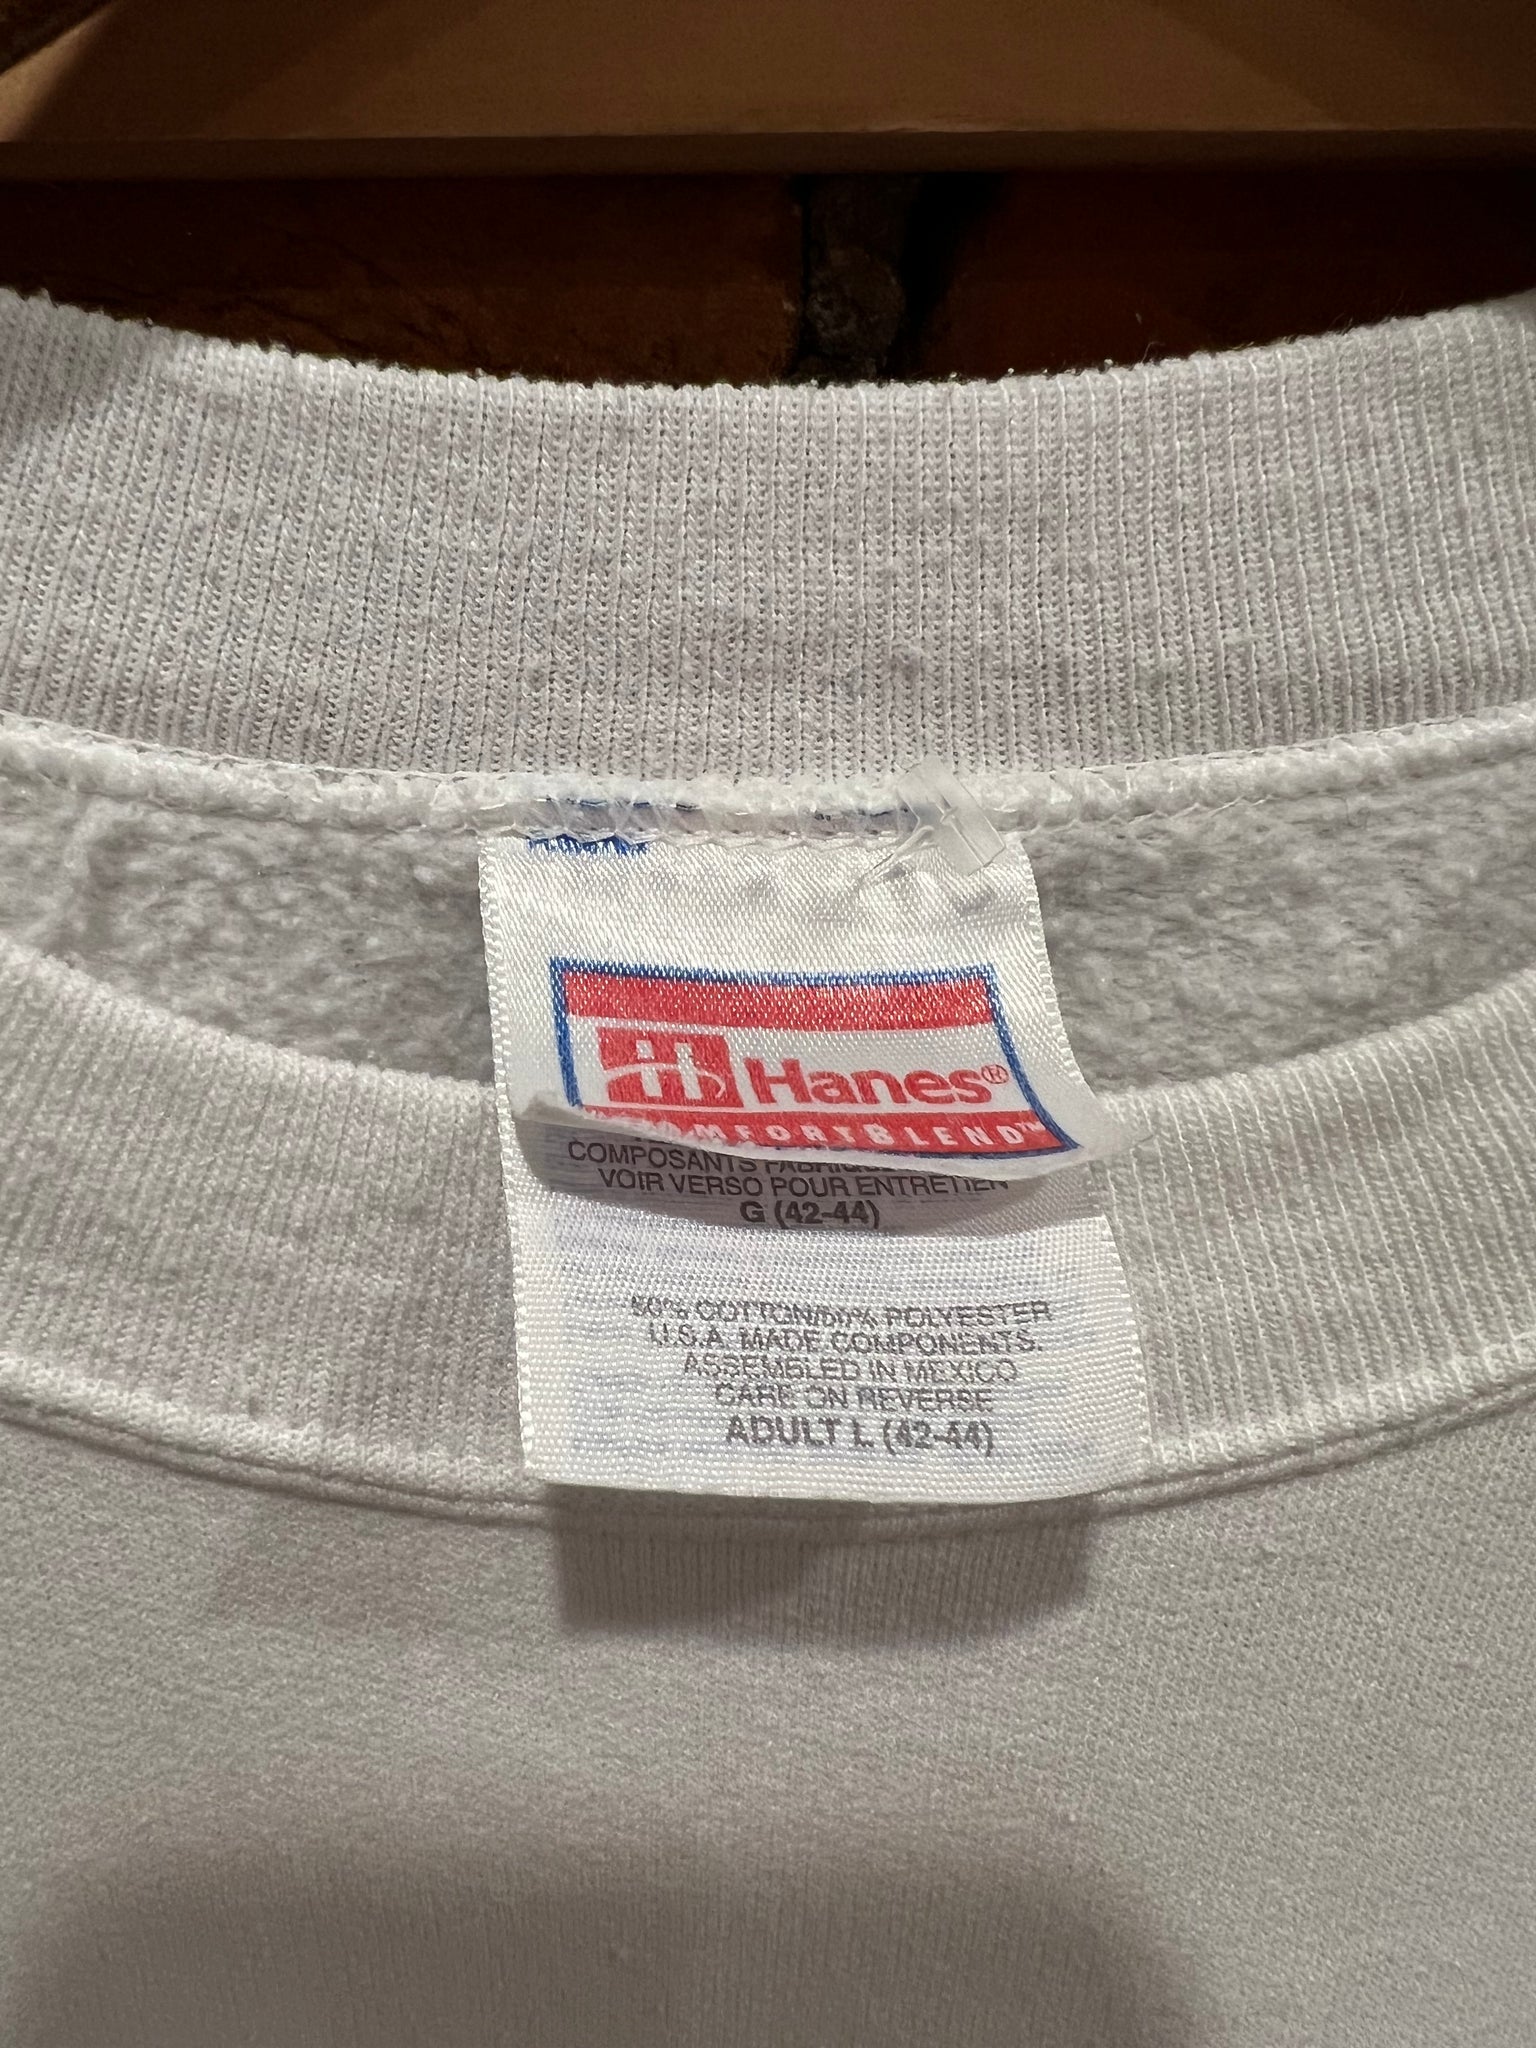 H Hanes®
COMFORTBLEND™
COMPOSANTS
VOIR VERSO POUR ENTRETIEN
G (42-44)
50% COTTON/50% POLYESTER
U.S.A. MADE COMPONENTS.
ASSEMBLED IN MEXICO
CARE ON REVERSE
ADULT L (42-44)